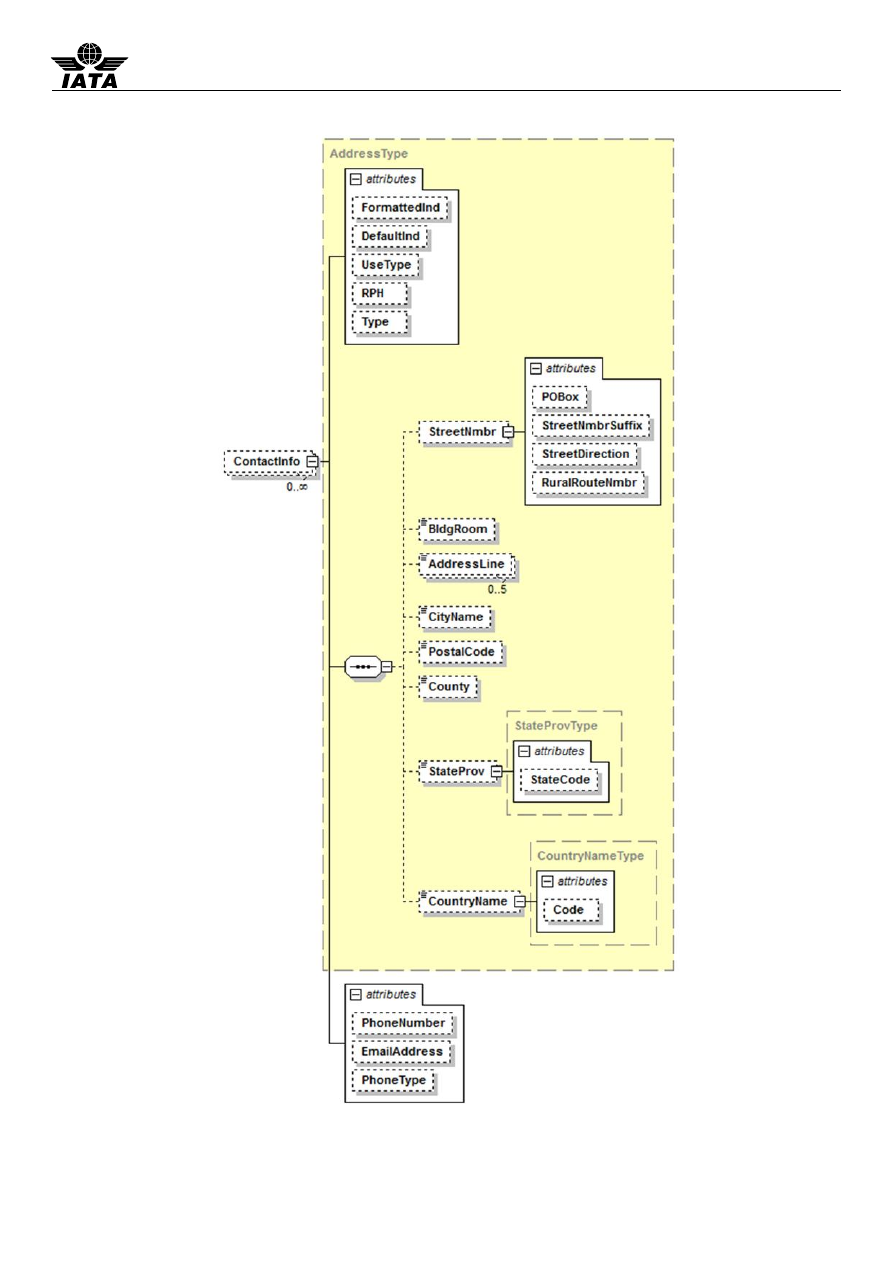 IATA
AddressType
attributes
FormattedInd
DefaultInd
UseType
RPH
Type
attributes
POBox
StreetNmbr
StreetNmbrSuffix
StreetDirection
RuralRouteNmbr
ContactInfo
0..∞
BldgRoom
AddressLine
0..5
CityName
PostalCode
County
StateProvType
attributes
StateProv
StateCode
CountryNameType
attributes
CountryName
Code
attributes
PhoneNumber
EmailAddress
PhoneType